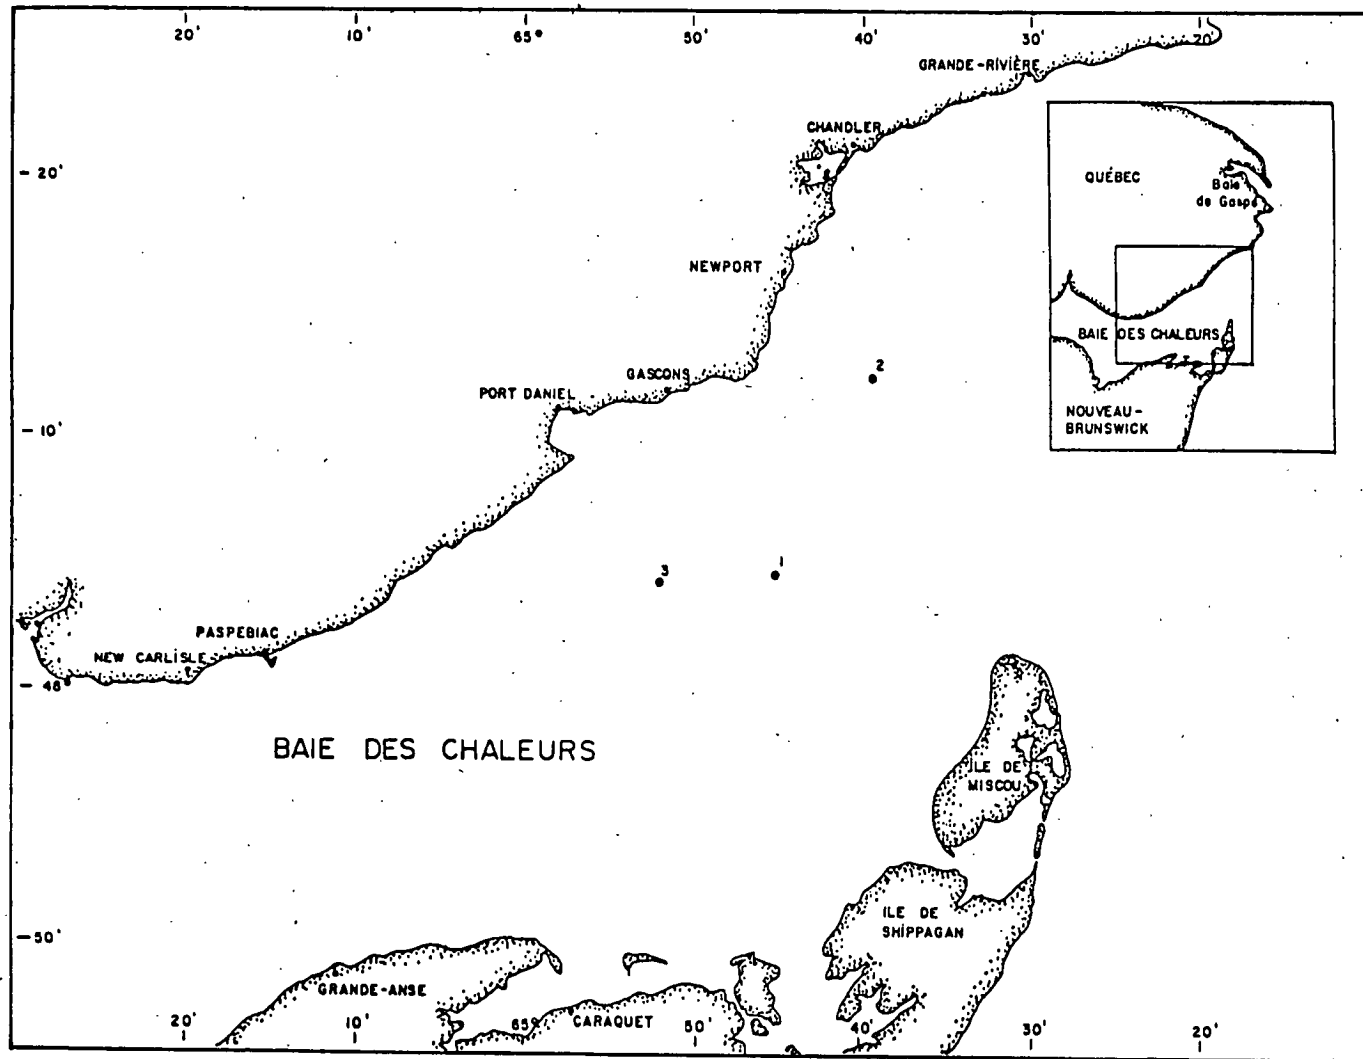 20' 10' 65° 50' 40' 30' 20'
GRANDE-RIVIÈRE
CHANDLER
- 20'
QUÉBEC
Baie
de Gaspé
NEWPORT
BAIE DES CHALEURS
2
GASCONS
PORT DANIEL
NOUVEAU-
BRUNSWICK
- 10'
3
1
PASPEBIAC
NEW CARLISLE
- 48°
BAIE DES CHALEURS
ILE DE
MISCOU
ILE DE
SHIPPAGAN
- 50'
GRANDE-ANSE
CARAQUET
20' 10' 65° 50' 40' 30' 20'